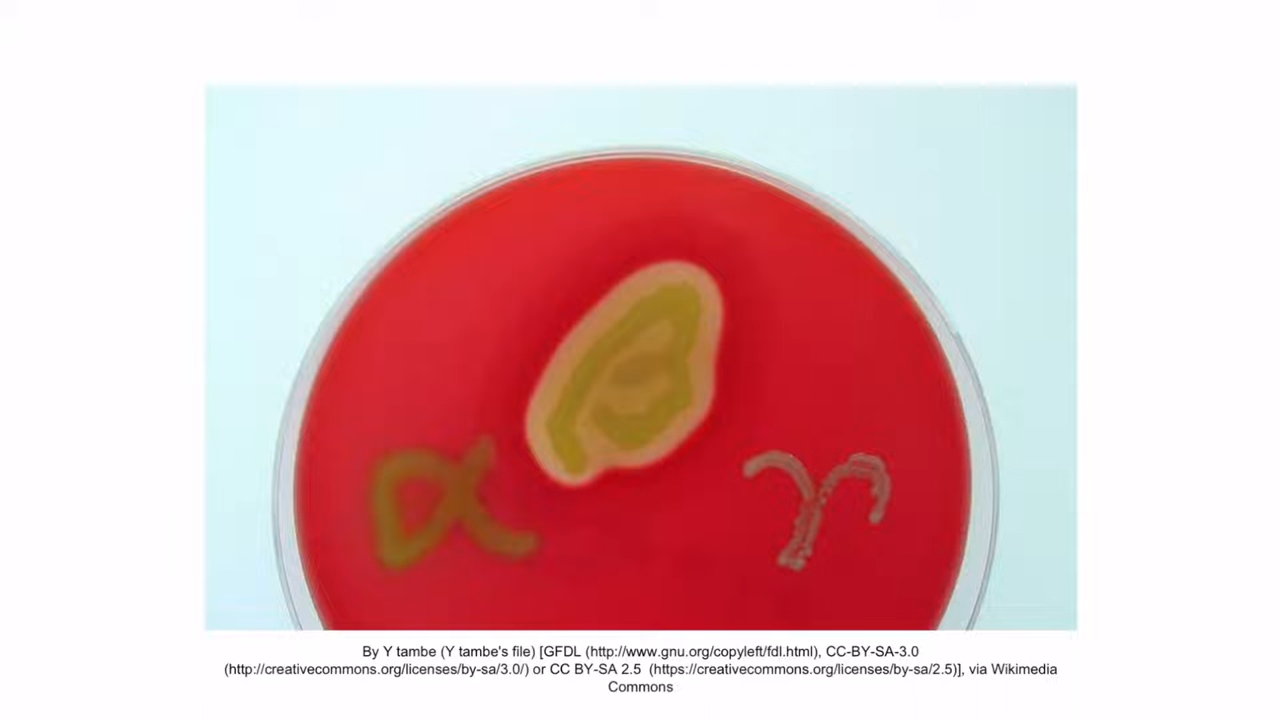 β
α
γ
By Y tambe (Y tambe's file) [GFDL (http://www.gnu.org/copyleft/fdl.html), CC-BY-SA-3.0
(http://creativecommons.org/licenses/by-sa/3.0/) or CC BY-SA 2.5  (https://creativecommons.org/licenses/by-sa/2.5)], via Wikimedia
Commons